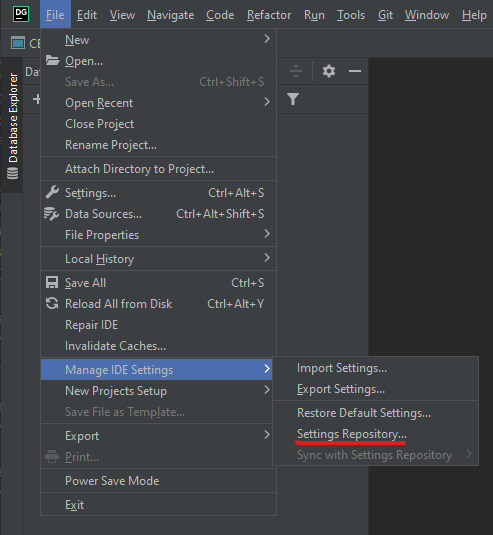 DG File Edit View Navigate Code Refactor Run Tools Git Window Help
Database Explorer
New
Open...
Save As... Ctrl+Shift+S
Open Recent
Close Project
Rename Project...
Attach Directory to Project...
Settings... Ctrl+Alt+S
Data Sources... Ctrl+Alt+Shift+S
File Properties
Local History
Save All Ctrl+S
Reload All from Disk Ctrl+Alt+Y
Repair IDE
Invalidate Caches...
Manage IDE Settings
New Projects Setup
Save File as Template...
Export
Print...
Power Save Mode
Exit
Import Settings...
Export Settings...
Restore Default Settings...
Settings Repository...
Sync with Settings Repository